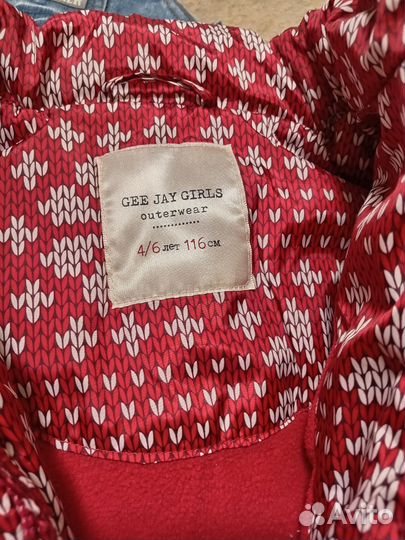 GEE JAY GIRLS
outerwear
4/6 лет 116 см
Avito